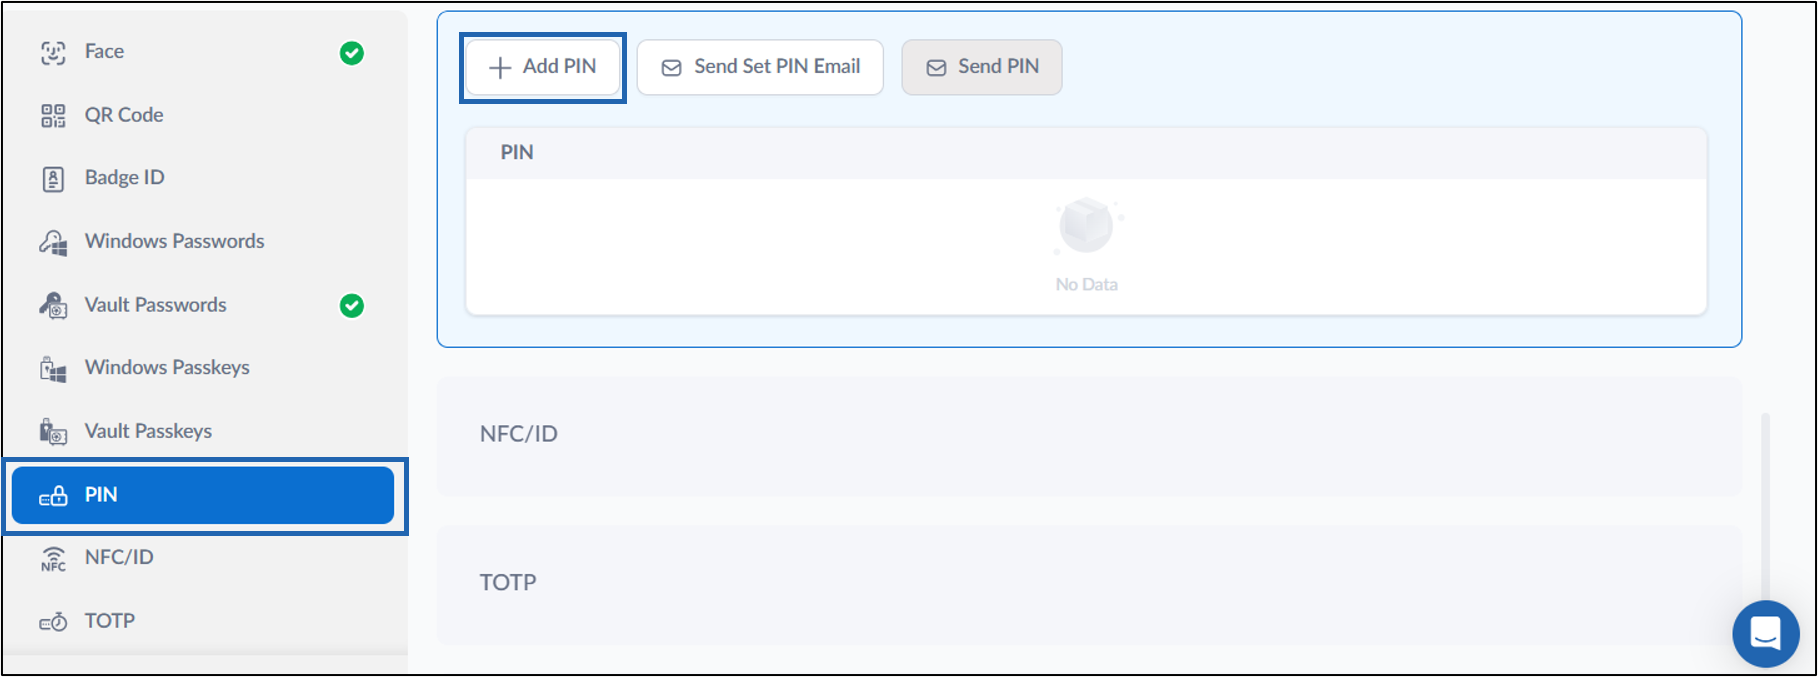 Face
QR Code
Badge ID
Windows Passwords
Vault Passwords
Windows Passkeys
Vault Passkeys
PIN
NFC
NFC/ID
TOTP
Add PIN
Send Set PIN Email
Send PIN
PIN
No Data
NFC/ID
TOTP